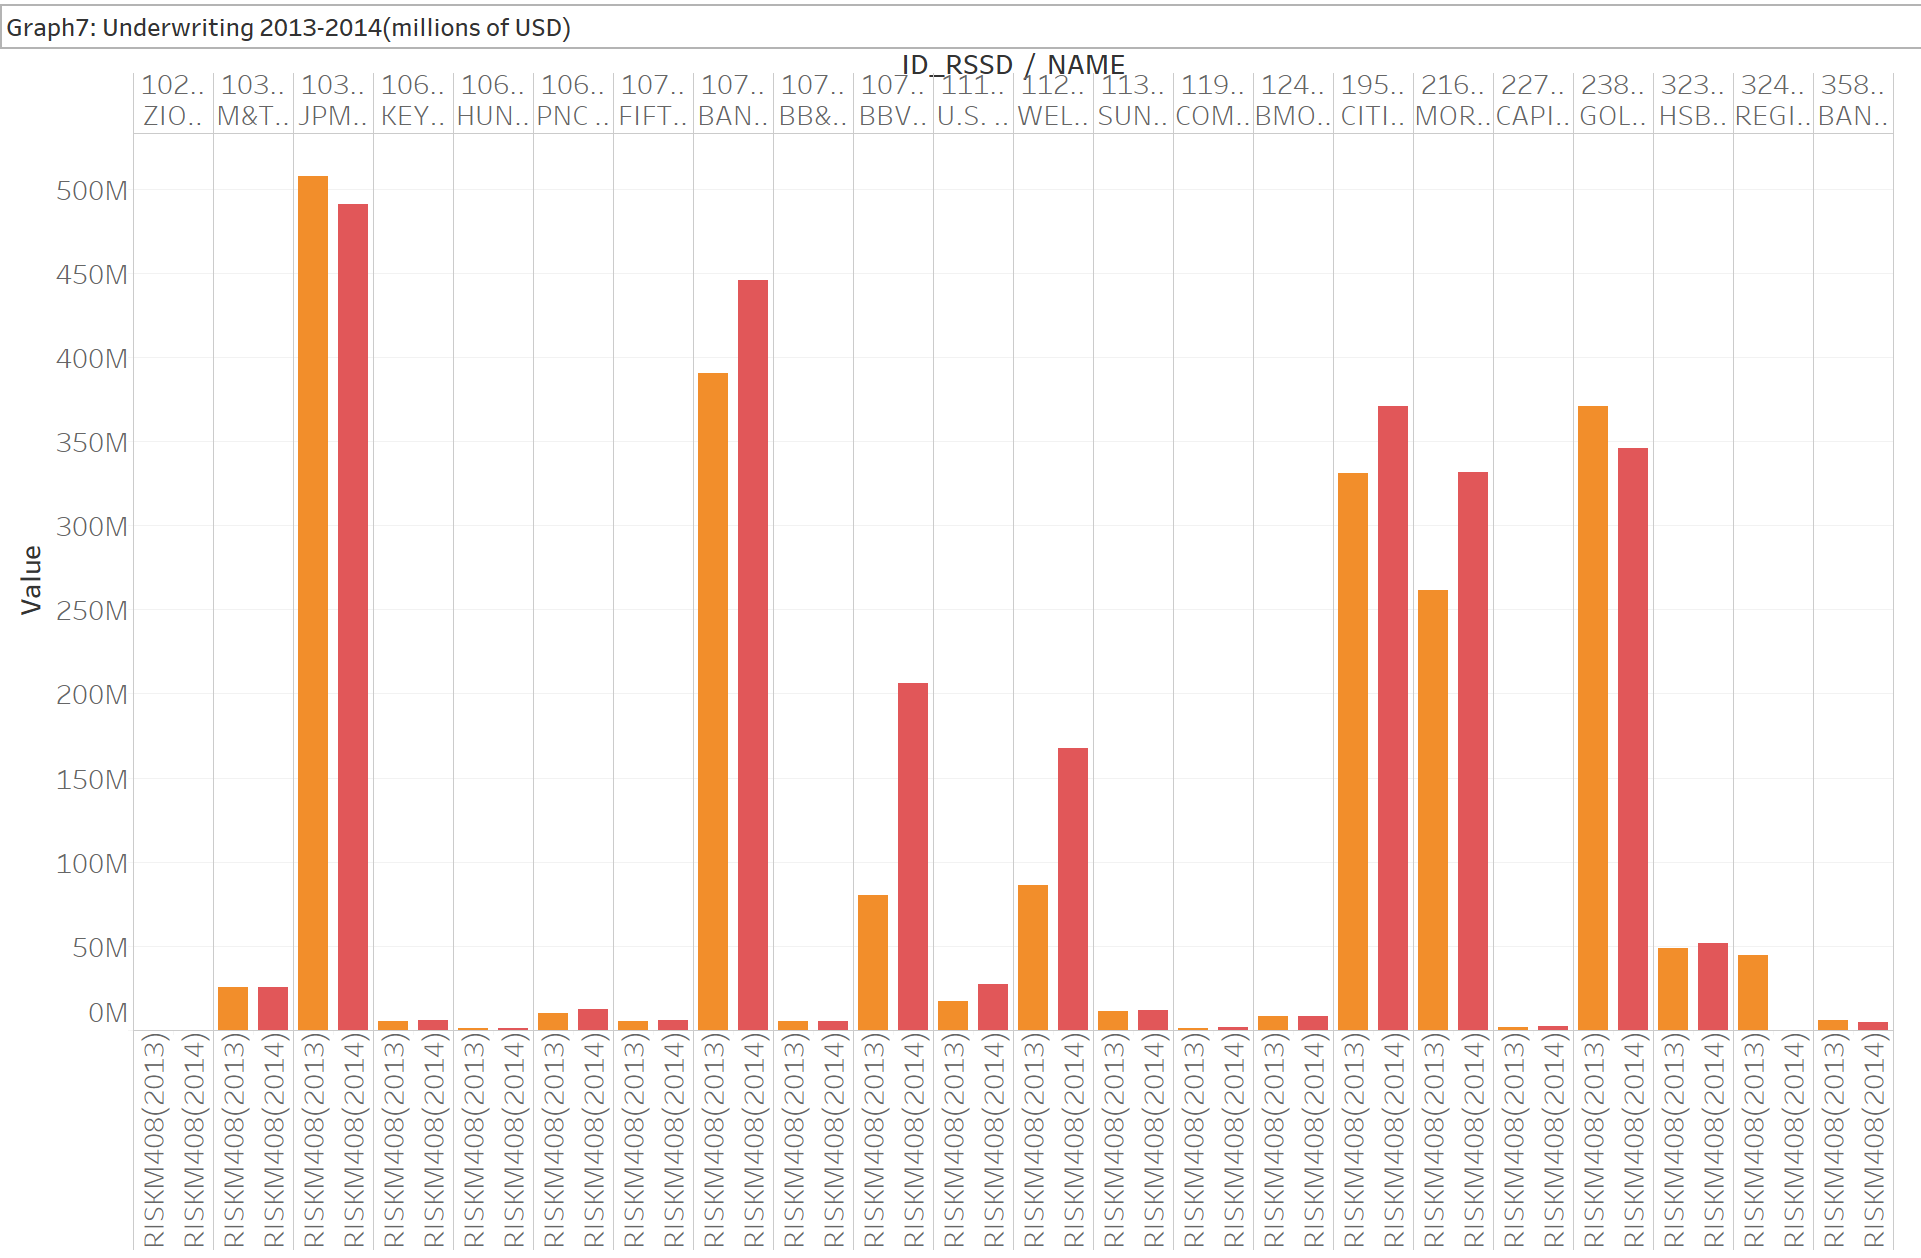 Graph7: Underwriting 2013-2014(millions of USD)
ID_RSSD / NAME
102.. 103.. 103.. 106.. 106.. 106.. 107.. 107.. 107.. 107.. 111.. 112.. 113.. 119.. 124.. 195.. 216.. 227.. 238.. 323.. 324.. 358..
ZIO.. M&T.. JPM.. KEY.. HUN.. PNC .. FIFT.. BAN.. BB&.. BBV.. U.S. .. WEL.. SUN.. COM.. BMO.. CITI.. MOR.. CAPI.. GOL.. HSB.. REGI.. BAN..
500M
450M
400M
350M
300M
250M
200M
150M
100M
50M
0M
Value
RISKM408(2013) RISKM408(2014) RISKM408(2013) RISKM408(2014) RISKM408(2013) RISKM408(2014) RISKM408(2013) RISKM408(2014) RISKM408(2013) RISKM408(2014) RISKM408(2013) RISKM408(2014) RISKM408(2013) RISKM408(2014) RISKM408(2013) RISKM408(2014) RISKM408(2013) RISKM408(2014) RISKM408(2013) RISKM408(2014) RISKM408(2013) RISKM408(2014) RISKM408(2013) RISKM408(2014) RISKM408(2013) RISKM408(2014) RISKM408(2013) RISKM408(2014) RISKM408(2013) RISKM408(2014) RISKM408(2013) RISKM408(2014) RISKM408(2013) RISKM408(2014) RISKM408(2013) RISKM408(2014) RISKM408(2013) RISKM408(2014) RISKM408(2013) RISKM408(2014) RISKM408(2013) RISKM408(2014) RISKM408(2013) RISKM408(2014)